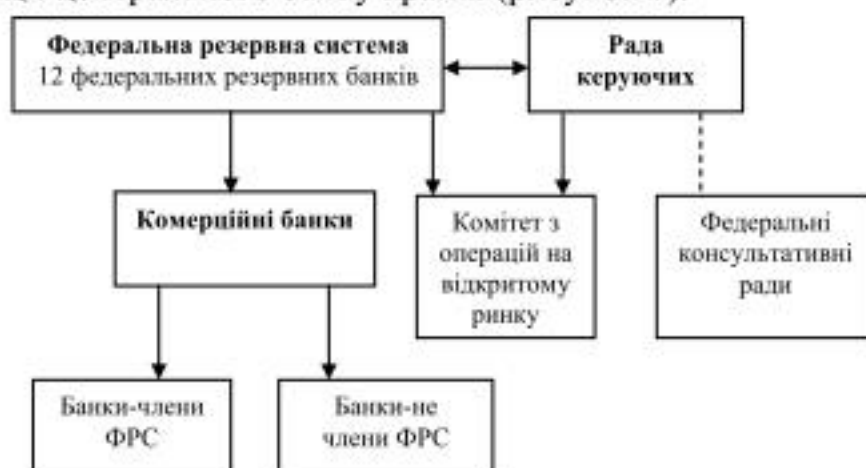 Федеральна резервна система
12 федеральних резервних банків
Рада
керуючих
Комерційні банки
Комітет з
операцій на
відкритому
ринку
Федеральні
консультативні
ради
Банки-члени
ФРС
Банки-не
члени ФРС